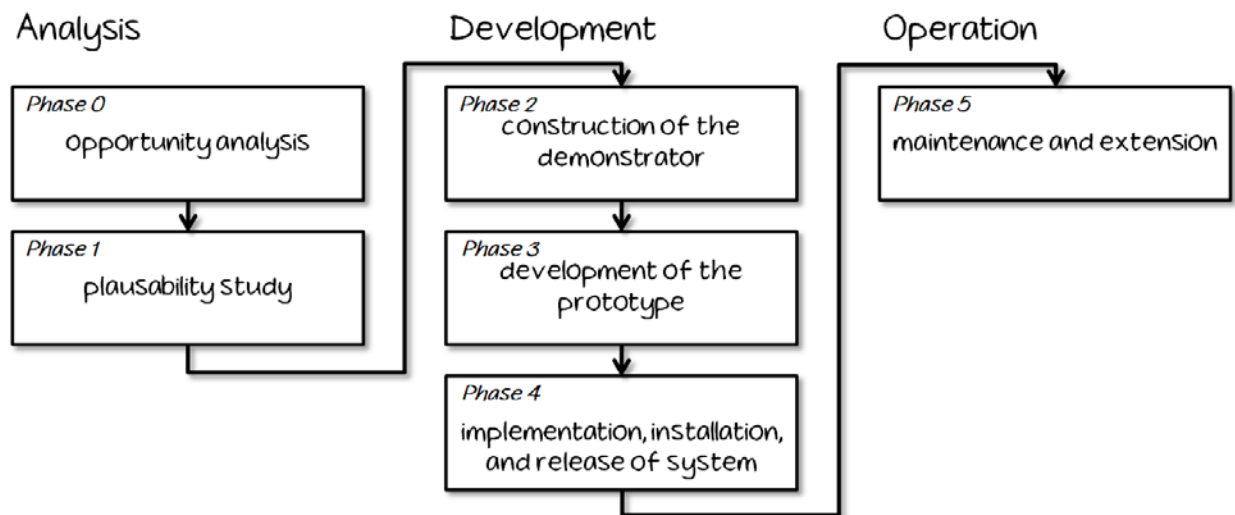 Analysis
Phase 0
opportunity analysis
Phase 1
plausability study
Development
Phase 2
construction of the
demonstrator
Phase 3
development of the
prototype
Phase 4
implementation, installation,
and release of system
Operation
Phase 5
maintenance and extension